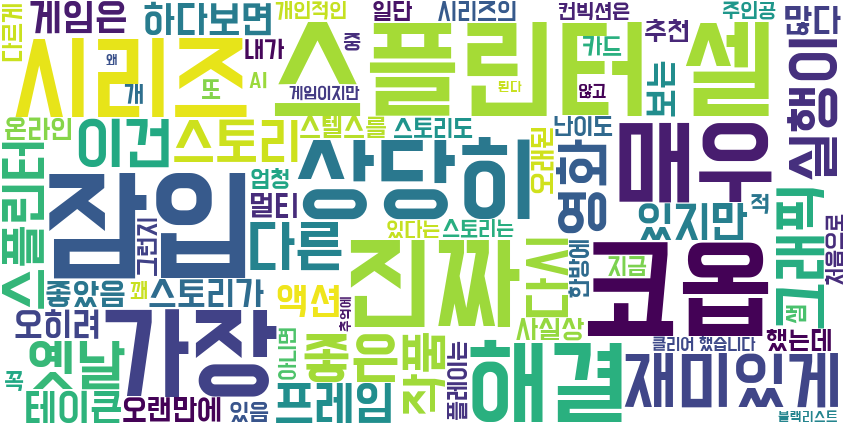 다르게
게임은
하다보면
개인적인
일단
시리즈의
컨빅션은
주인공
많다
시리즈
왜
내가
중
스플린터 셀
카드
추천
개
또
AI
게임이지만
된다
않고
보는
실행이
온라인
이건
스토리
스텔스를
스토리도
난이도
오래된
영화
매우
스플린터
잠입
엄청
멀티
상당히
있지만
적
그래픽
처음으로
그런지
다른
있다는
스토리는
진짜
다시
한방에
지금
코옵
샘
좋았음
꽤
스토리가
액션
추억에
사실상
오히려
가장
아니면
좋은
작품
플레이는
해결
클리어 했습니다
했는데
꼭
옛날
테이큰
오랜만에
있음
프레임
재미있게
블랙리스트